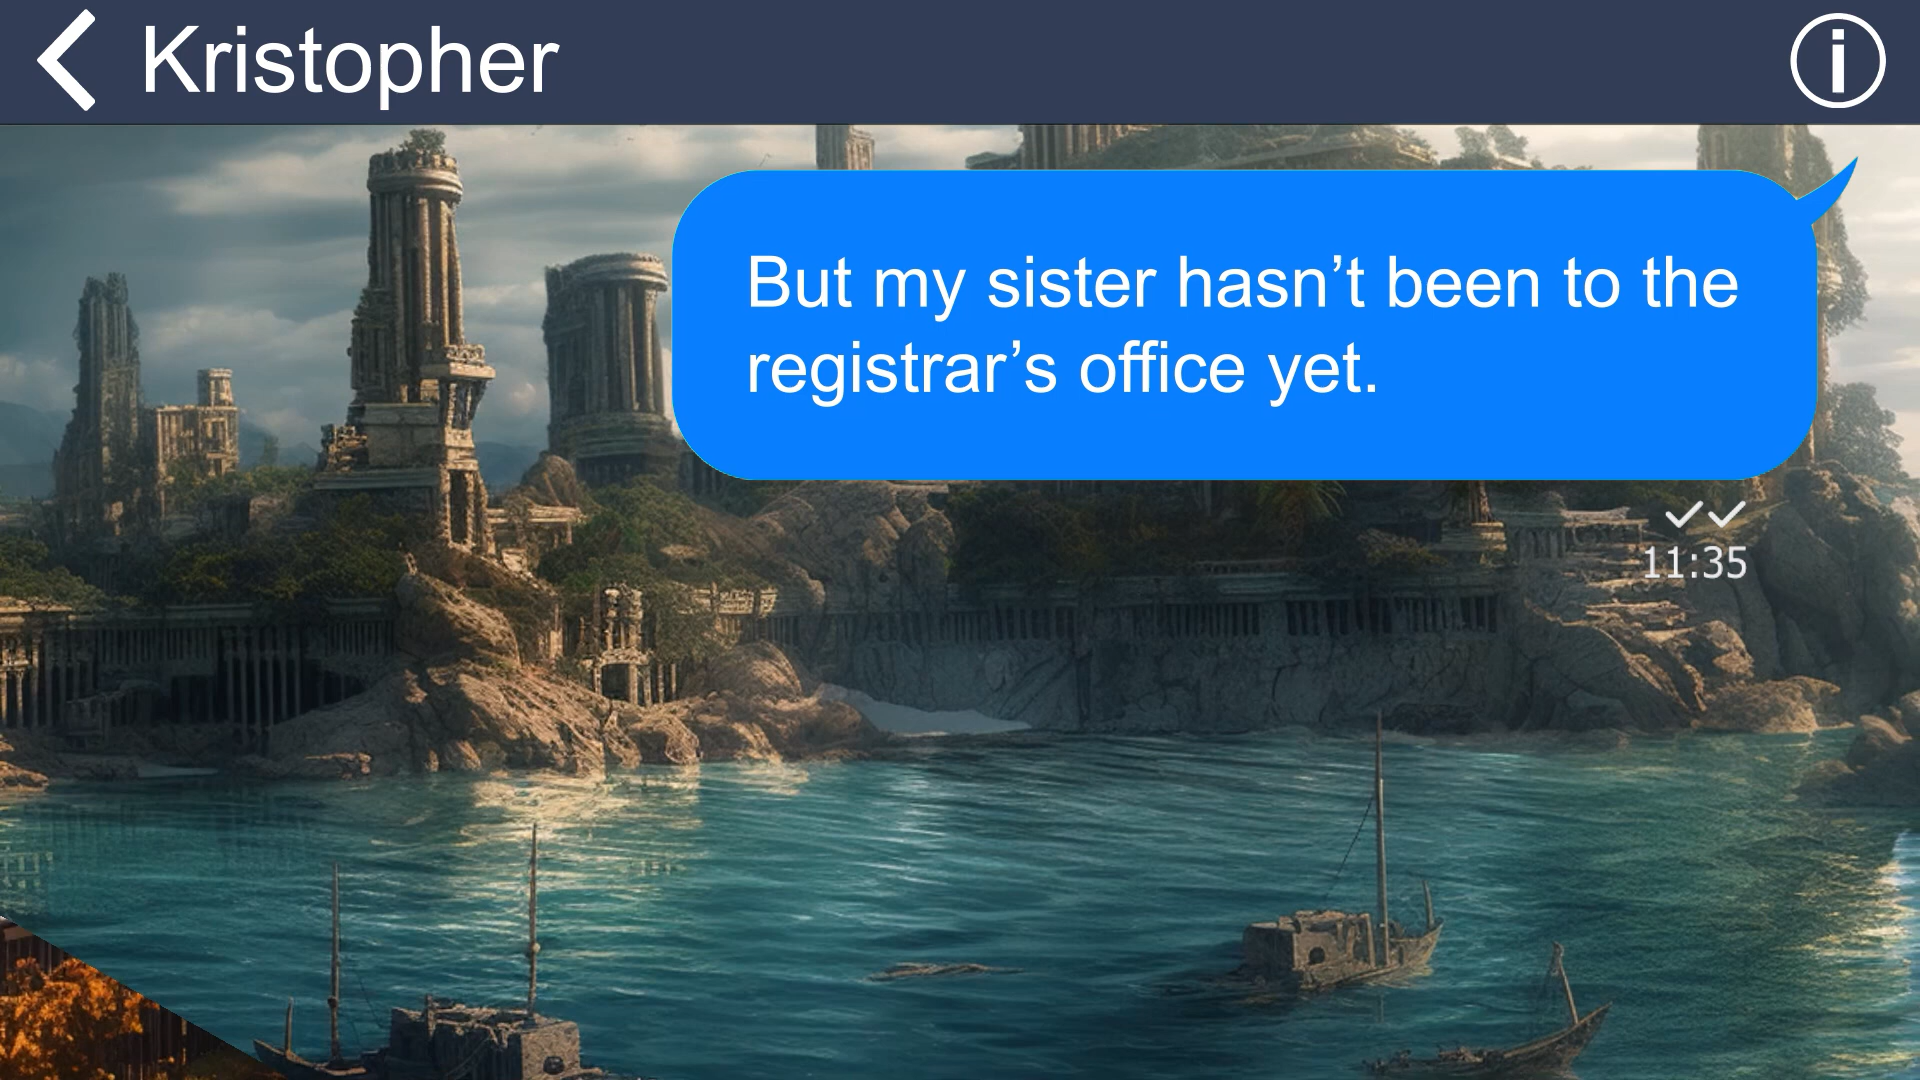 Kristopher
But my sister hasn’t been to the
registrar’s office yet.
11:35